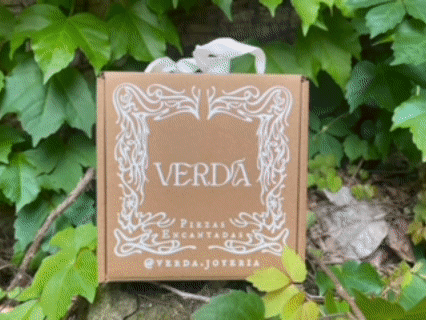 VERDÁ
PIEZAS
ENCANTADAS
@VERDA.JOYERIA